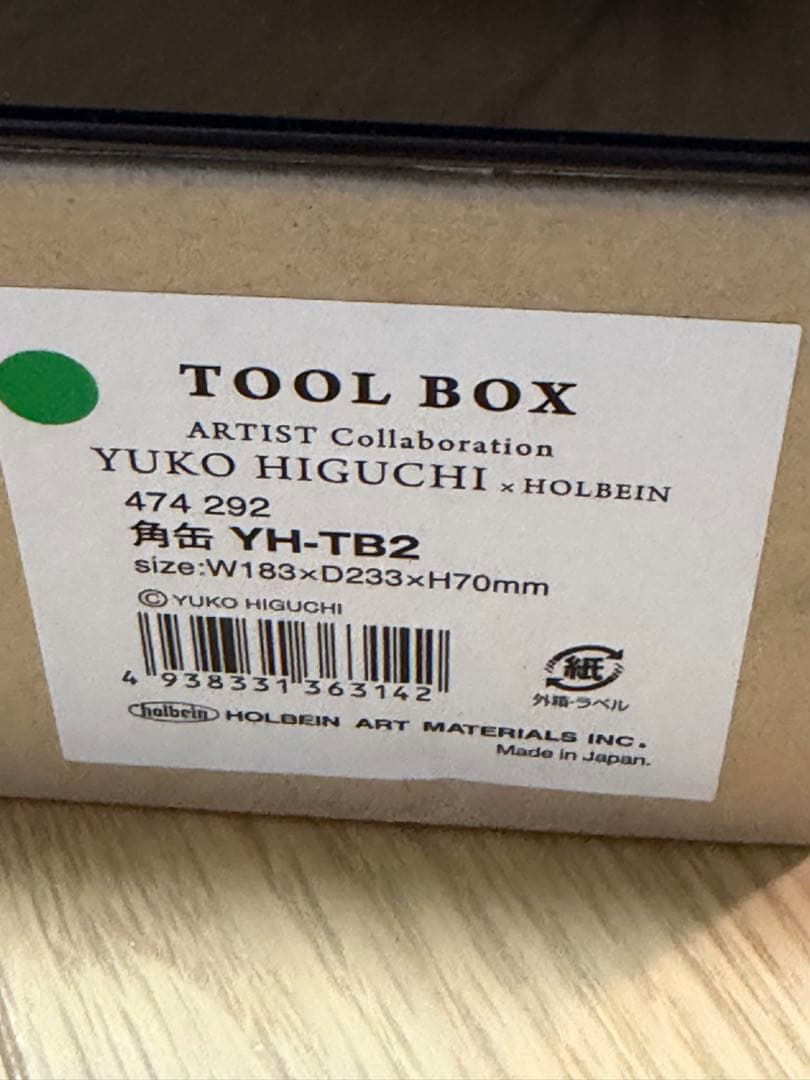 TOOL BOX
ARTIST Collaboration
YUKO HIGUCHI × HOLBEIN
474 292
角缶 YH-TB2
size:W183×D233×H70mm
© YUKO HIGUCHI
4 938331 363142
紙
外箱・ラベル
holbein HOLBEIN ART MATERIALS INC.
Made in Japan.